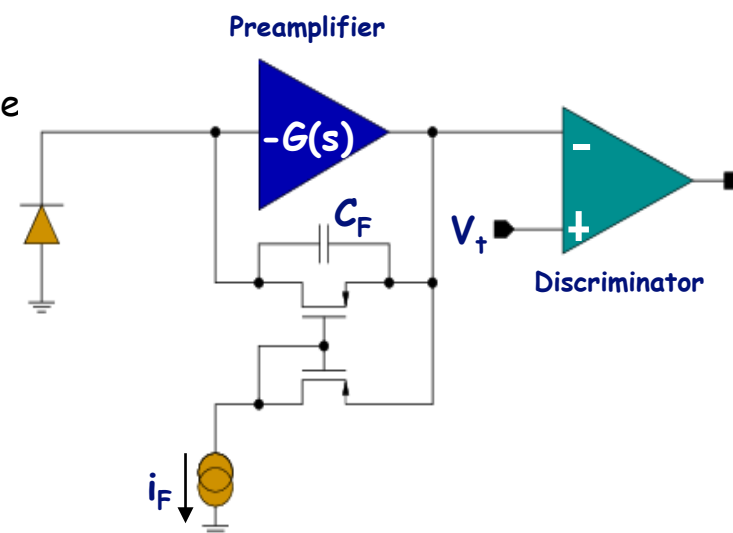 Preamplifier
e
-G(s)
C_F
V_t
-
+
Discriminator
i_F